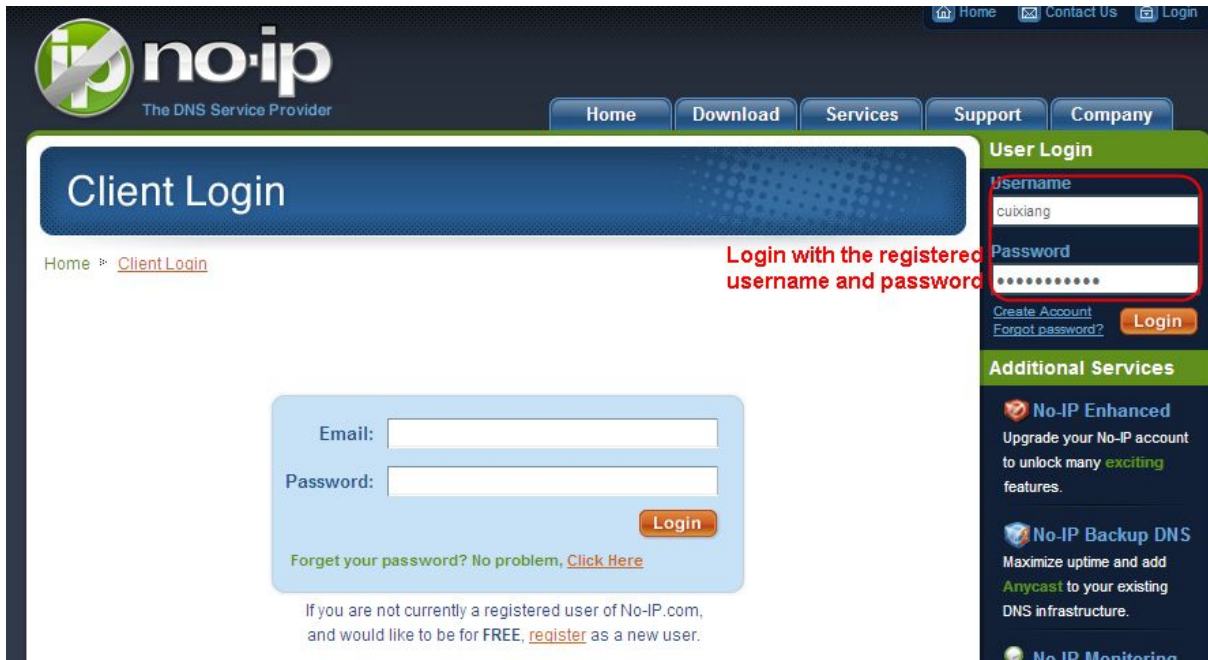 Home Contact Us Login
ip no·ip
The DNS Service Provider
Home Download Services Support Company
Client Login
Home Client Login
Login with the registered
username and password
User Login
Username
cuixiang
Password
•••••••••••
Create Account
Forgot password?
Login
Email:
Password:
Login
Forget your password? No problem, Click Here
If you are not currently a registered user of No-IP.com,
and would like to be for FREE, register as a new user.
Additional Services
No-IP Enhanced
Upgrade your No-IP account
to unlock many exciting
features.
No-IP Backup DNS
Maximize uptime and add
Anycast to your existing
DNS infrastructure.
No-IP Monitoring